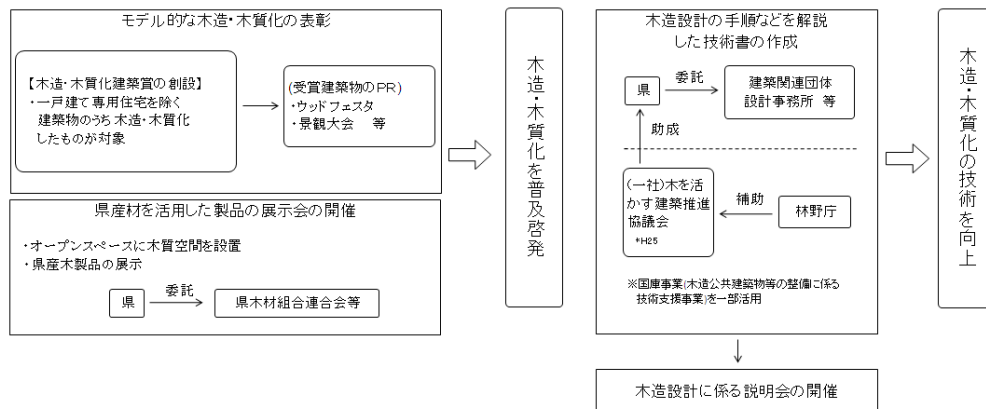 モデル的な木造・木質化の表彰
【木造・木質化建築賞の創設】
・一戸建て専用住宅を除く
建築物のうち木造・木質化
したものが対象
(受賞建築物のPR)
・ウッドフェスタ
・景観大会　等
県産材を活用した製品の展示会の開催
・オープンスペースに木質空間を設置
・県産木製品の展示
県
委託
県木材組合連合会等
木造・木質化を普及啓発
木造設計の手順などを解説
した技術書の作成
県
委託
建築関連団体
設計事務所 等
助成
(一社)木を活
かす建築推進
協議会
*H25
補助
林野庁
※国庫事業(木造公共建築物等の整備に係る
技術支援事業)を一部活用
木造設計に係る説明会の開催
木造・木質化の技術を向上